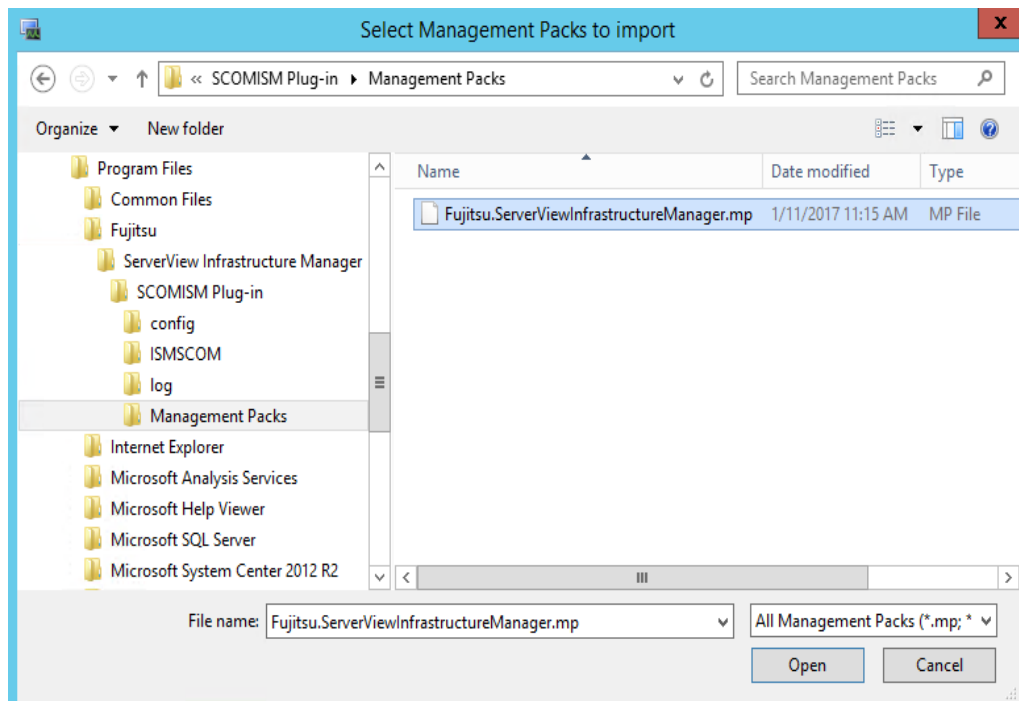 Select Management Packs to import
x
« SCOMISM Plug-in Management Packs
Search Management Packs
Organize New folder
Program Files
Common Files
Fujitsu
ServerView Infrastructure Manager
SCOMISM Plug-in
config
ISMSCOM
log
Management Packs
Internet Explorer
Microsoft Analysis Services
Microsoft Help Viewer
Microsoft SQL Server
Microsoft System Center 2012 R2
Name Date modified Type
Fujitsu.ServerViewInfrastructureManager.mp 1/11/2017 11:15 AM MP File
File name: Fujitsu.ServerViewInfrastructureManager.mp All Management Packs (*.mp; *
Open Cancel